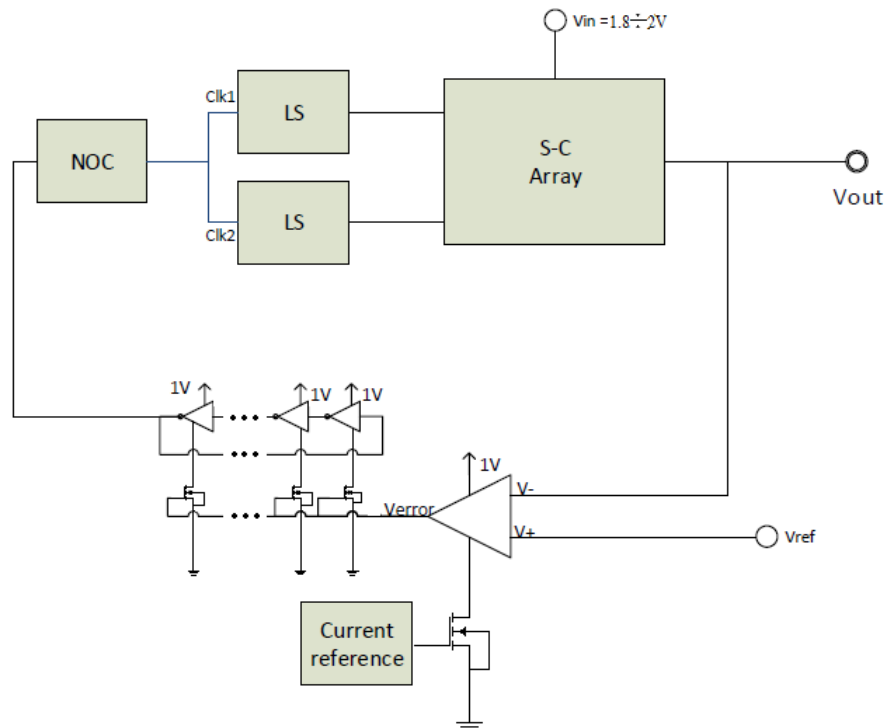 Vin =1.8÷2V
Clk1
LS
NOC
S-C
Array
Vout
Clk2
LS
1V
1V
1V
1V
V-
Verror
V+
Vref
Current
reference